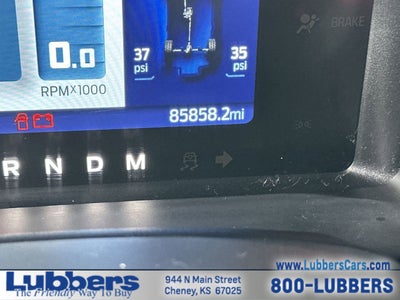 BRAKE
0.0
RPMx1000
37
psi
35
psi
85858.2mi
R N D M
Lubbers
The Friendly Way To Buy
944 N Main Street
Cheney, KS 67025
www.LubbersCars.com
800-LUBBERS